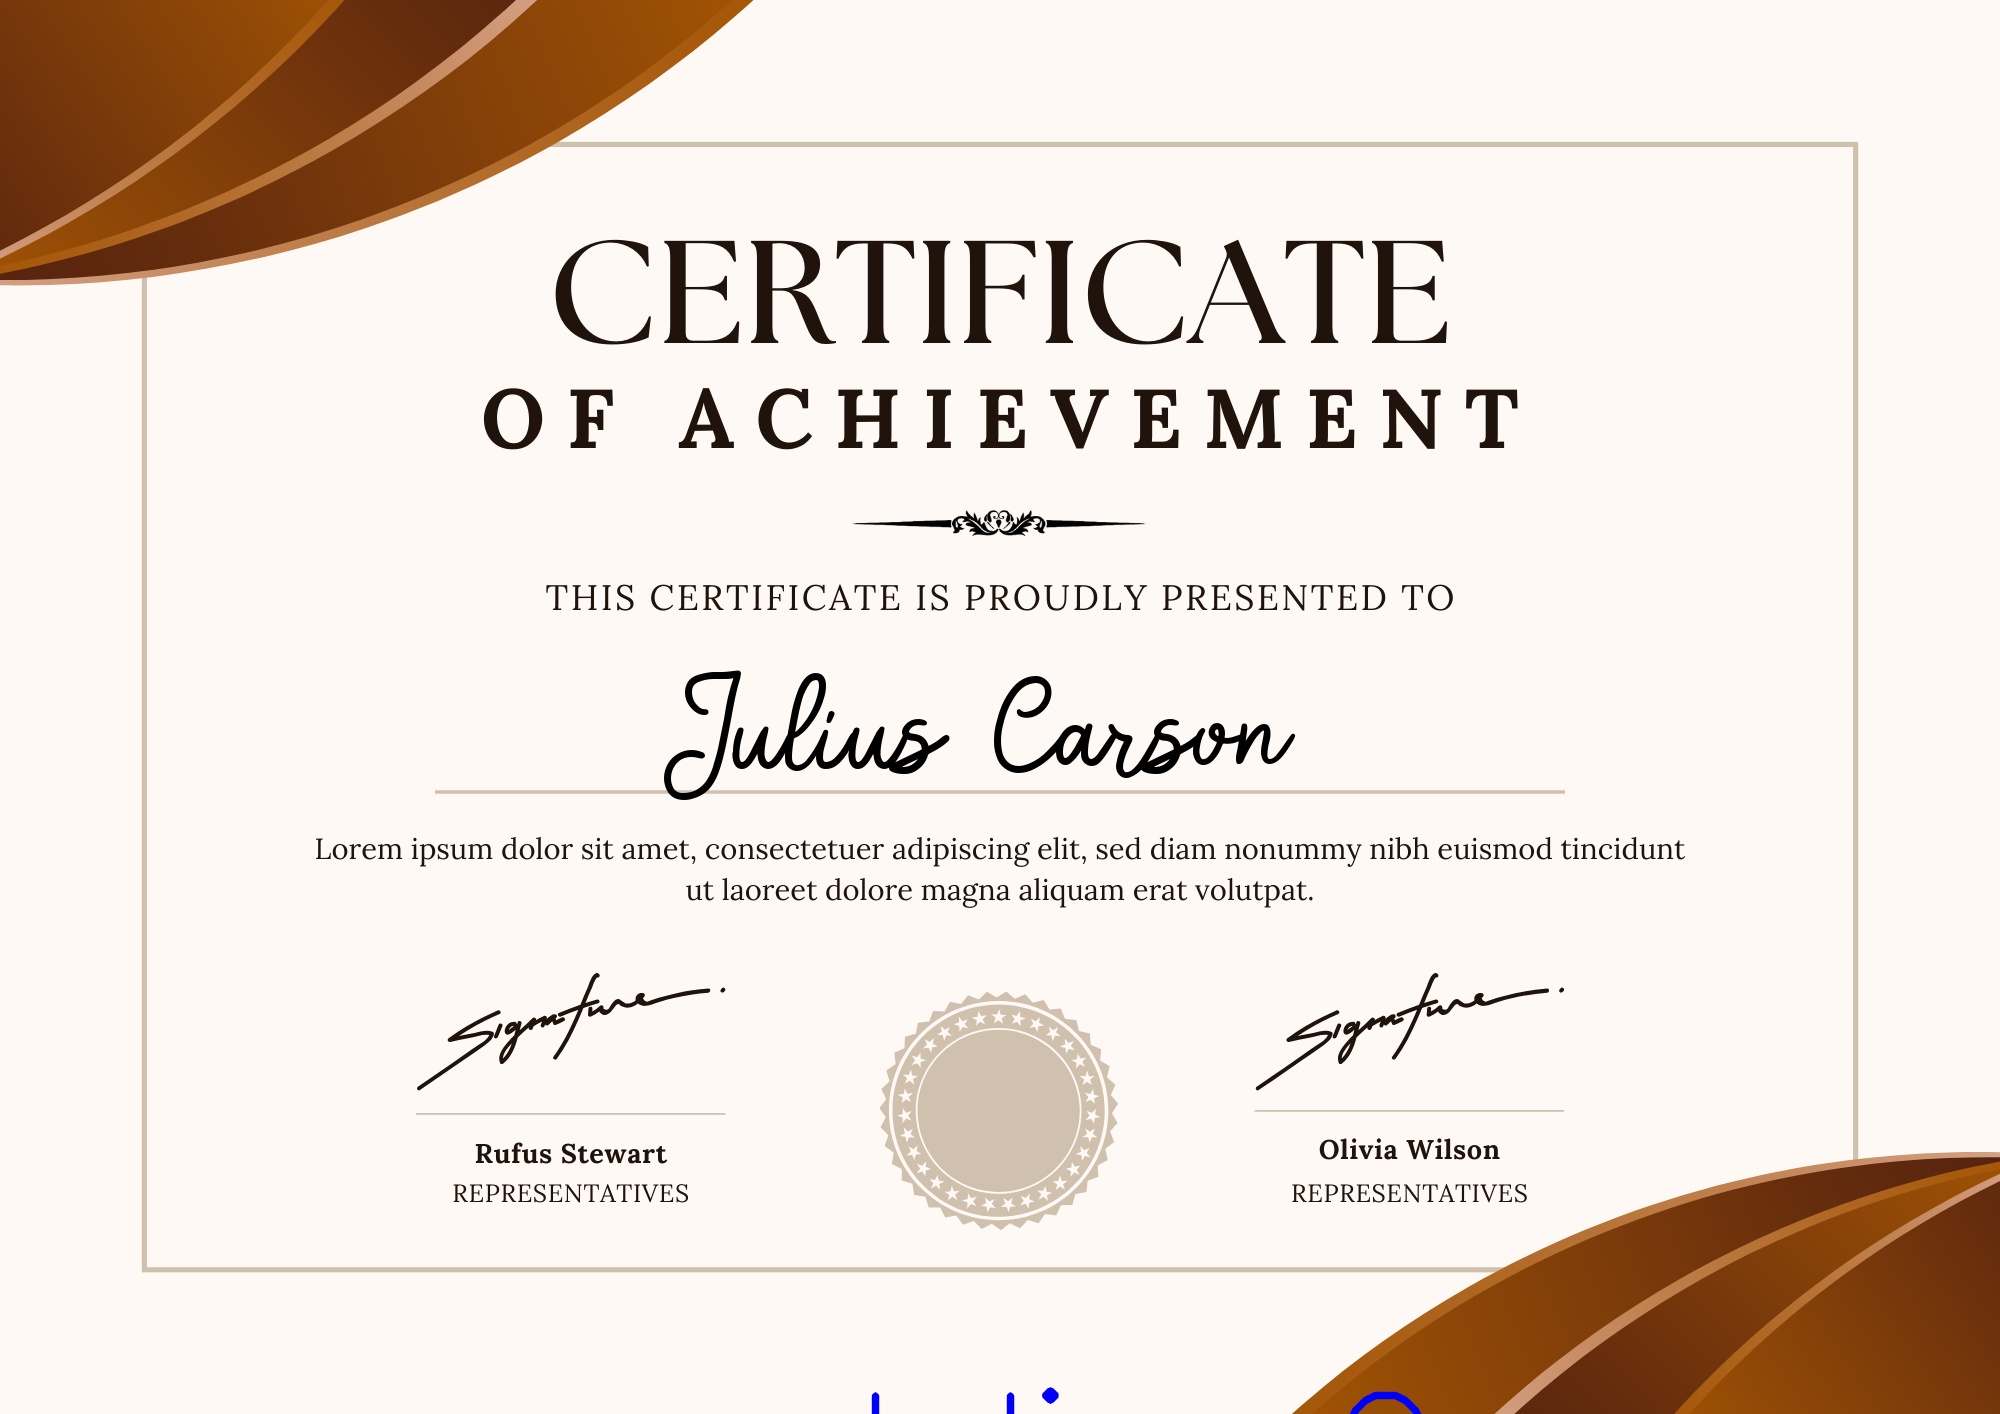 CERTIFICATE
OF ACHIEVEMENT
THIS CERTIFICATE IS PROUDLY PRESENTED TO
Julius Carson
Lorem ipsum dolor sit amet, consectetuer adipiscing elit, sed diam nonummy nibh euismod tincidunt
ut laoreet dolore magna aliquam erat volutpat.
Signature
Signature
Rufus Stewart
Olivia Wilson
REPRESENTATIVES
REPRESENTATIVES